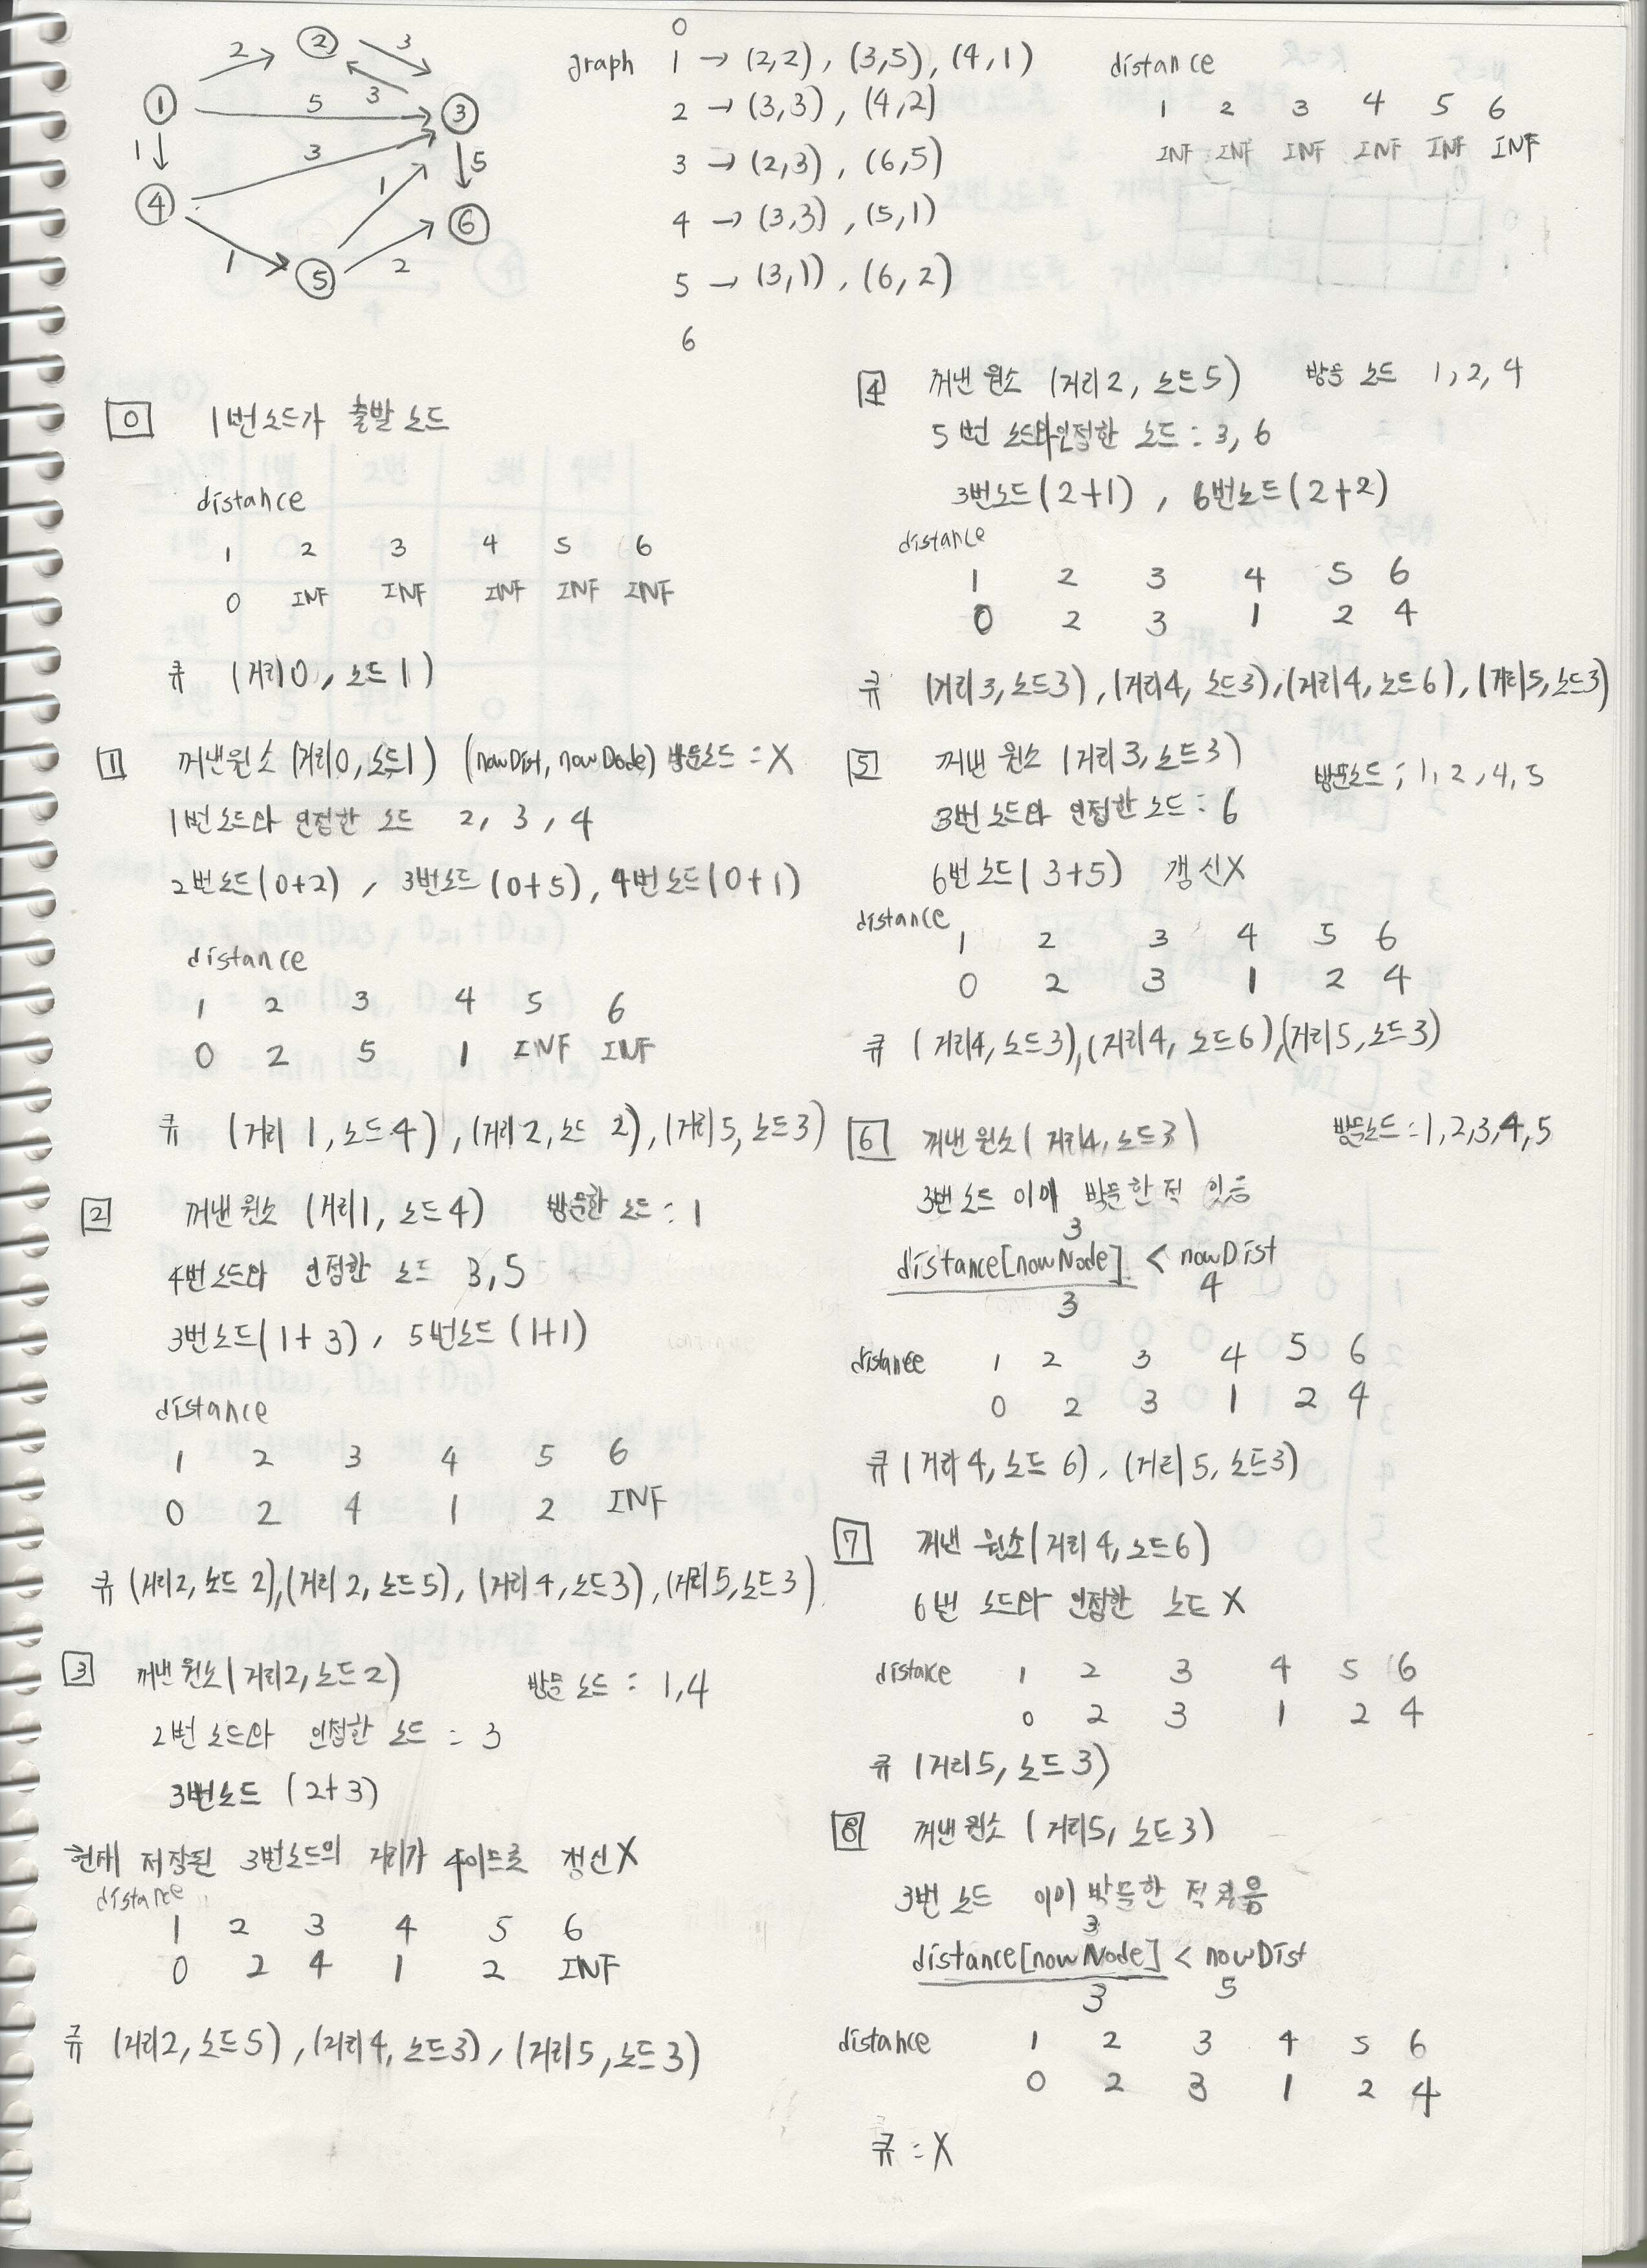 2 ② 3
3
① 5 ③
1 3 1 5
④ ⑥
1 ⑤ 2
graph 0
1 → (2,2), (3,5), (4,1)
2 → (3,3), (4,2)
3 → (2,3), (6,5)
4 → (3,3), (5,1)
5 → (3,1), (6,2)
6
distance
1 2 3 4 5 6
INF INF INF INF INF INF
0 1번노드가 출발노드
distance
1 2 3 4 5 6
0 INF INF INF INF INF
큐 (거리0, 노드1)
1 꺼낸원소 (거리0, 노드1) (nowDist, nowDode) 방문노드 = X
1번노드와 인접한 노드 2, 3, 4
2번노드(0+2), 3번노드(0+5), 4번노드(0+1)
distance
1 2 3 4 5 6
0 2 5 1 INF INF
큐 (거리 1, 노드4), (거리2, 노드 2), (거리5, 노드3)
2 꺼낸원소 (거리1, 노드4) 방문한 노드 : 1
4번노드와 인접한 노드 3,5
3번노드(1+3), 5번노드(1+1)
distance
1 2 3 4 5 6
0 2 4 1 2 INF
큐 (거리2, 노드 2),(거리2, 노드5), (거리4, 노드3), (거리5, 노드3)
3 꺼낸원소(거리2, 노드2) 방문노드 : 1,4
2번노드와 인접한 노드 = 3
3번노드 (2+3)
현재 저장된 3번노드의 거리가 4이므로 갱신X
distance
1 2 3 4 5 6
0 2 4 1 2 INF
큐 (거리2, 노드5), (거리4, 노드3), (거리5, 노드3)
4 꺼낸원소 (거리2, 노드5) 방문노드 1,2,4
5번 노드와인접한 노드 : 3, 6
3번노드(2+1), 6번노드(2+2)
distance
1 2 3 4 5 6
0 2 3 1 2 4
큐 (거리3, 노드3), (거리4, 노드3), (거리4, 노드6), (거리5, 노드3)
5 꺼낸 원소 (거리3, 노드3) 방문노드 ; 1,2,4,5
3번노드와 인접한 노드 : 6
6번노드(3+5) 갱신X
distance
1 2 3 4 5 6
0 2 3 1 2 4
큐 (거리4, 노드3), (거리4, 노드6), (거리5, 노드3)
6 꺼낸원소(거리4, 노드3) 방문노드 = 1,2,3,4,5
3번노드 이미 방문한적 있음
3
distance[nowNode] < nowDist
3 4
distance 1 2 3 4 5 6
0 2 3 1 2 4
큐 (거리4, 노드6), (거리5, 노드3)
7 꺼낸 원소(거리4, 노드6)
6번 노드와 인접한 노드 X
distance 1 2 3 4 5 6
0 2 3 1 2 4
큐 (거리5, 노드3)
8 꺼낸원소 (거리5, 노드3)
3번 노드 이미 방문한 적 있음
3
distance[nowNode] < nowDist
3 5
distance 1 2 3 4 5 6
0 2 3 1 2 4
큐 = X